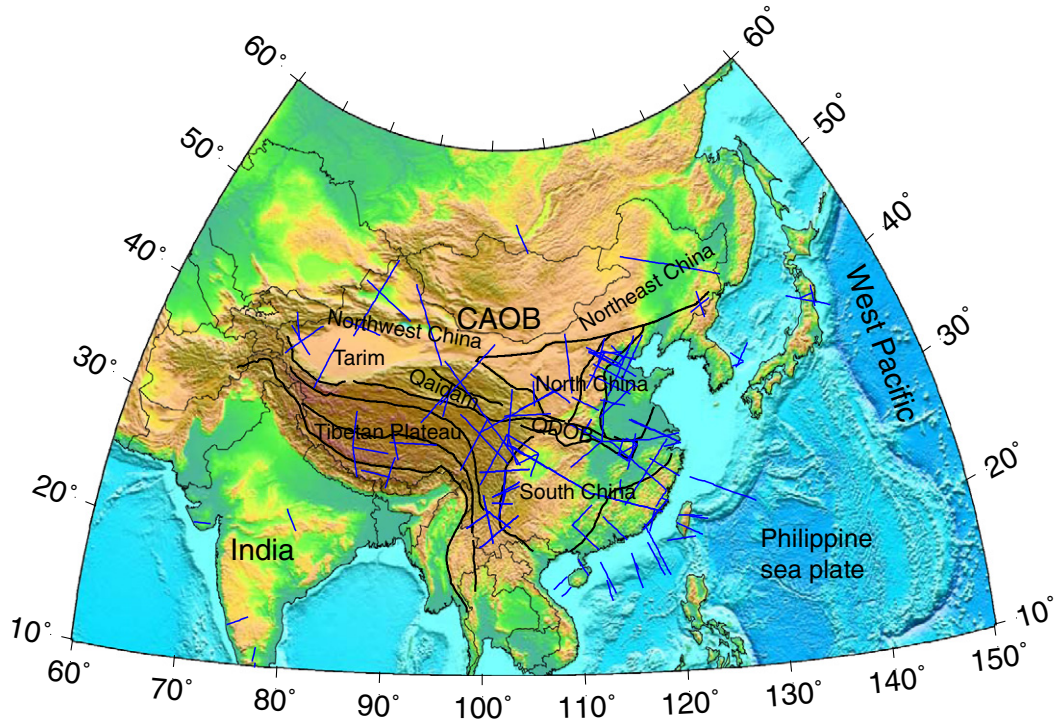 60°
60°
50°
50°
40°
40°
30°
30°
20°
20°
10°
10°
60°
70°
80°
90°
100°
110°
120°
130°
140°
150°
Northeast China
CAOB
Northwest China
Tarim
Qaidam
North China
QDOB
Tibetan Plateau
South China
India
West Pacific
Philippine
sea plate